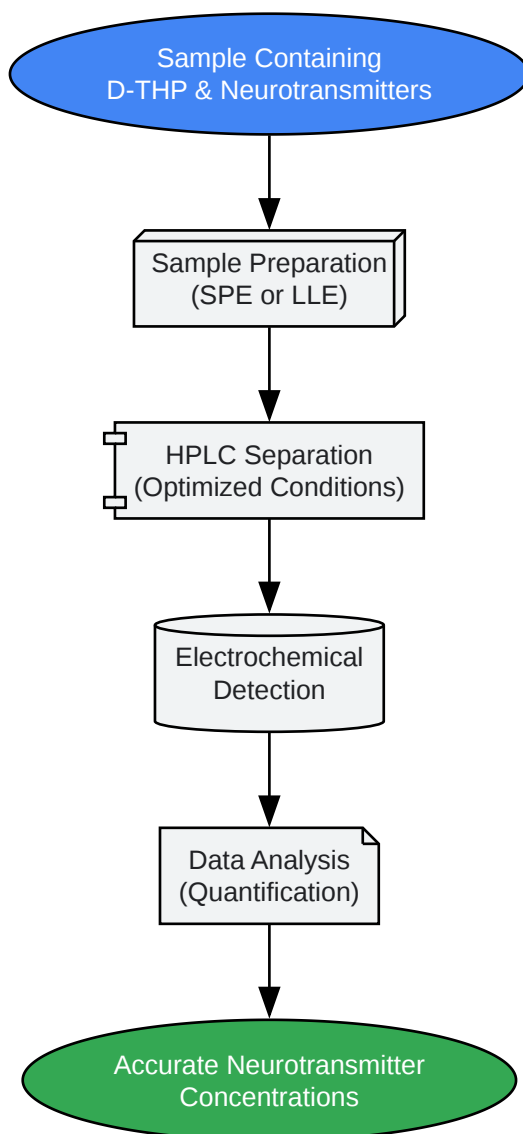 Sample Containing
D-THP & Neurotransmitters
Sample Preparation
(SPE or LLE)
HPLC Separation
(Optimized Conditions)
Electrochemical
Detection
Data Analysis
(Quantification)
Accurate Neurotransmitter
Concentrations